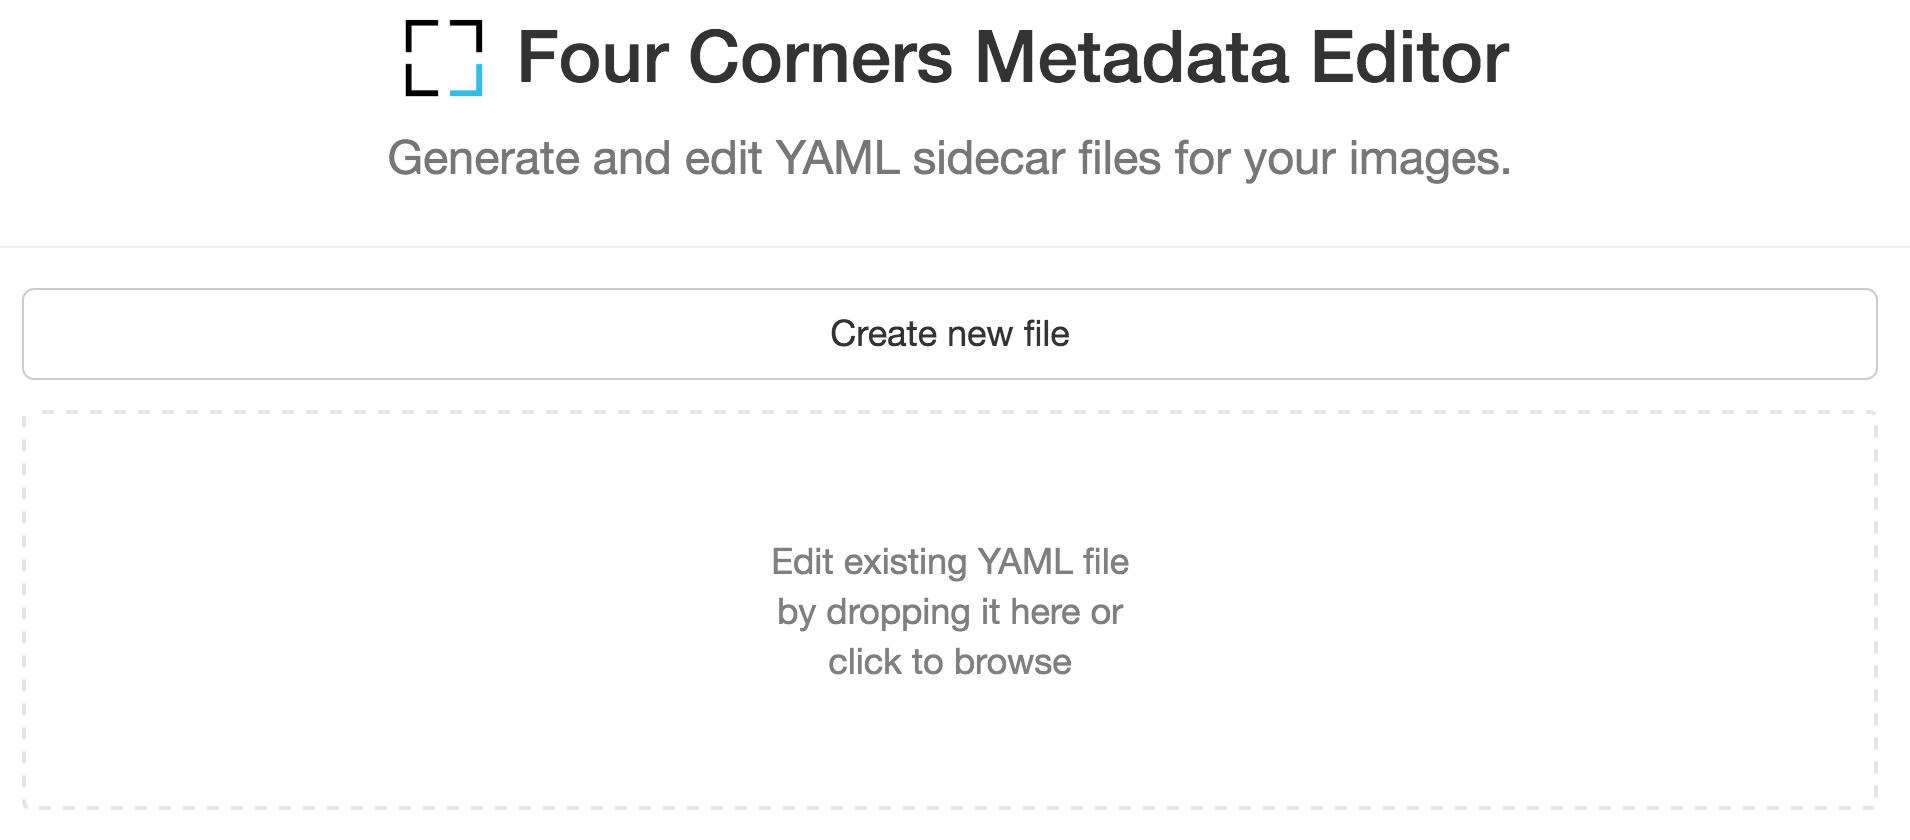 Four Corners Metadata Editor
Generate and edit YAML sidecar files for your images.
Create new file
Edit existing YAML file
by dropping it here or
click to browse